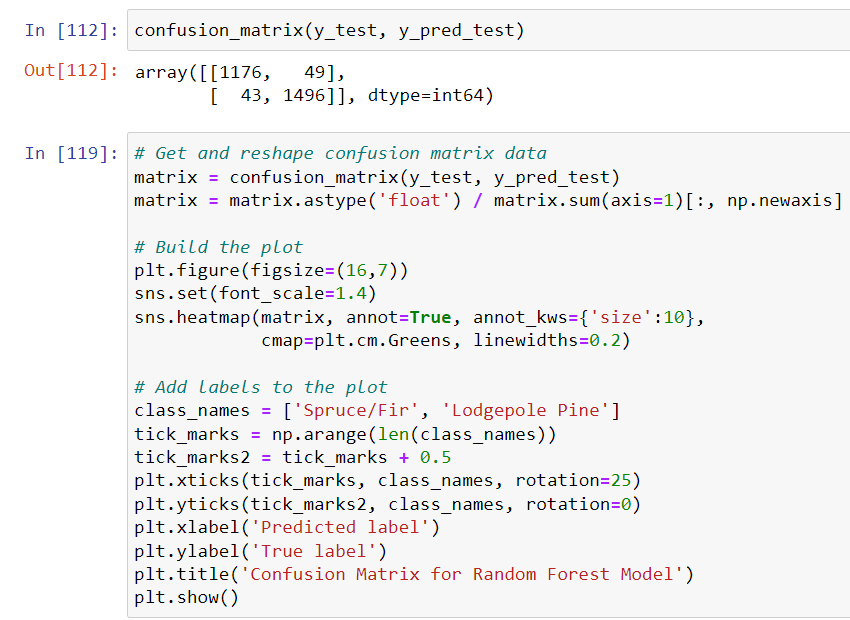 In [112]: confusion_matrix(y_test, y_pred_test)
Out[112]: array([[1176,   49],
       [  43, 1496]], dtype=int64)
In [119]: # Get and reshape confusion matrix data
matrix = confusion_matrix(y_test, y_pred_test)
matrix = matrix.astype('float') / matrix.sum(axis=1)[:, np.newaxis]

# Build the plot
plt.figure(figsize=(16,7))
sns.set(font_scale=1.4)
sns.heatmap(matrix, annot=True, annot_kws={'size':10},
            cmap=plt.cm.Greens, linewidths=0.2)

# Add labels to the plot
class_names = ['Spruce/Fir', 'Lodgepole Pine']
tick_marks = np.arange(len(class_names))
tick_marks2 = tick_marks + 0.5
plt.xticks(tick_marks, class_names, rotation=25)
plt.yticks(tick_marks2, class_names, rotation=0)
plt.xlabel('Predicted label')
plt.ylabel('True label')
plt.title('Confusion Matrix for Random Forest Model')
plt.show()